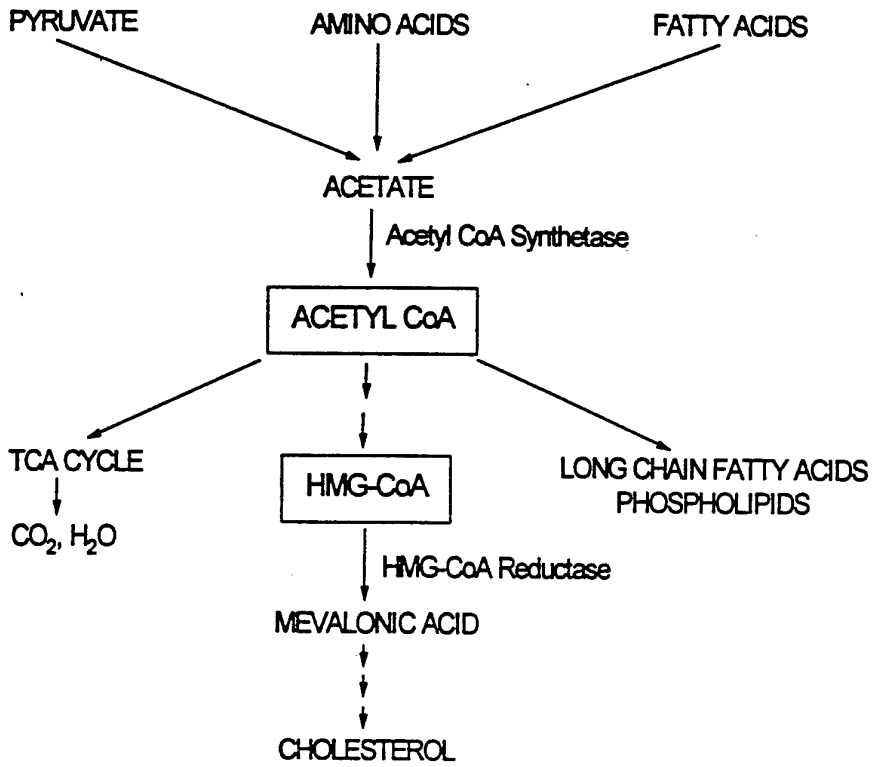 PYRUVATE
AMINO ACIDS
FATTY ACIDS
ACETATE
Acetyl CoA Synthetase
ACETYL CoA
TCA CYCLE
LONG CHAIN FATTY ACIDS
PHOSPHOLIPIDS
HMG-CoA
CO₂, H₂O
HMG-CoA Reductase
MEVALONIC ACID
CHOLESTEROL